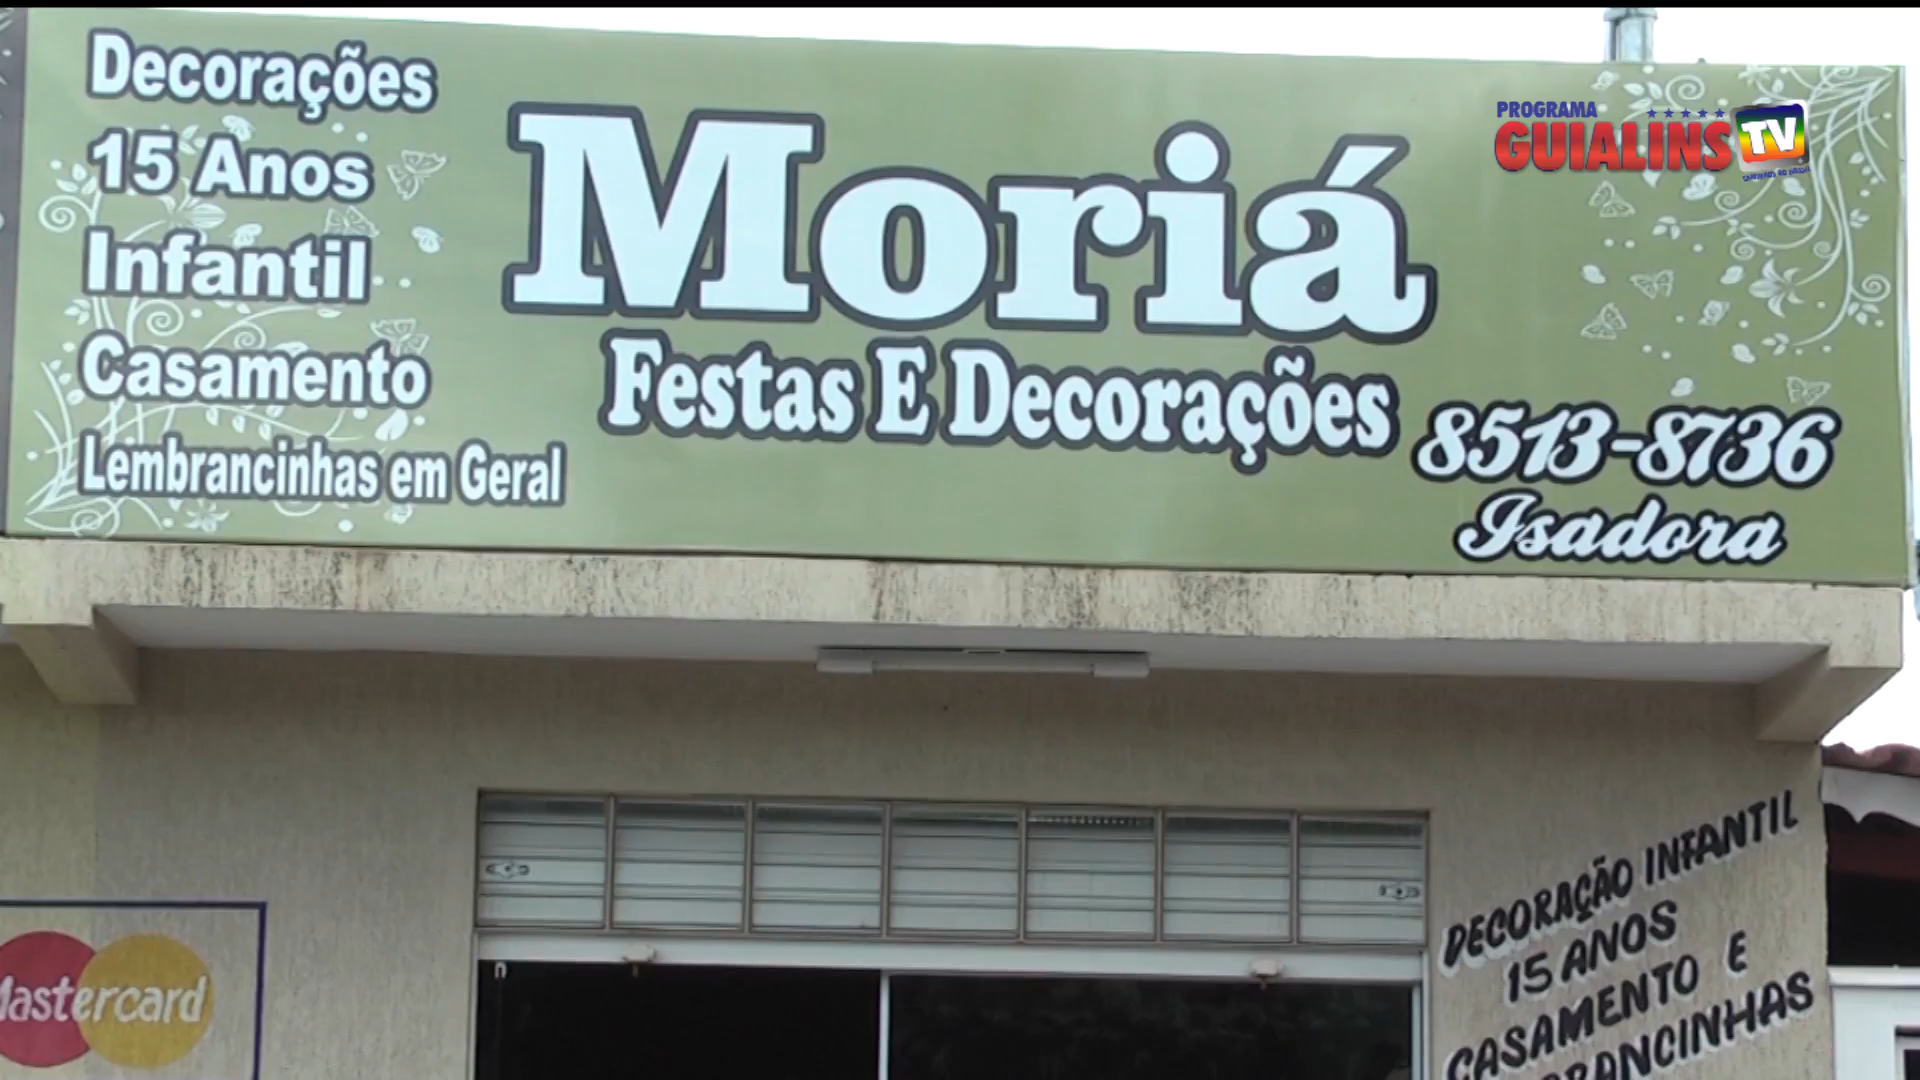 Decorações
15 Anos
Infantil
Casamento
Lembrancinhas em Geral
Moriá
Festas E Decorações
8513-8736
Isadora
PROGRAMA
GUIALINS TV
Mastercard
DECORAÇÃO INFANTIL
15 ANOS
CASAMENTO E